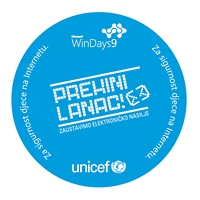 Microsoft
WinDays9
Za sigurnost djece na Internetu.
PREKINI
LANAC!
ZAUSTAVIMO ELEKTRONIČKO NASILJE
Za sigurnost djece na Internetu.
unicef